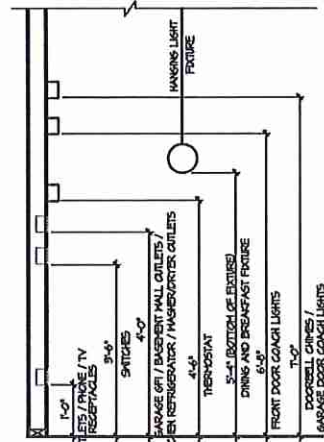 HANGING LIGHT
FIXTURE
1'-0"
/ PHONE / TV
RECEPTACLES
3'-6"
SWITCHES
4'-0"
GARAGE GFI / BASEMENT WALL OUTLETS /
REFRIGERATOR / WASHER/DRYER OUTLETS
4'-6"
THERMOSTAT
5'-4" (BOTTOM OF FIXTURE)
DINING AND BREAKFAST FIXTURE
6'-8"
FRONT DOOR COACH LIGHTS
7'-0"
DOORBELL CHIMES /
GARAGE DOOR COACH LIGHTS